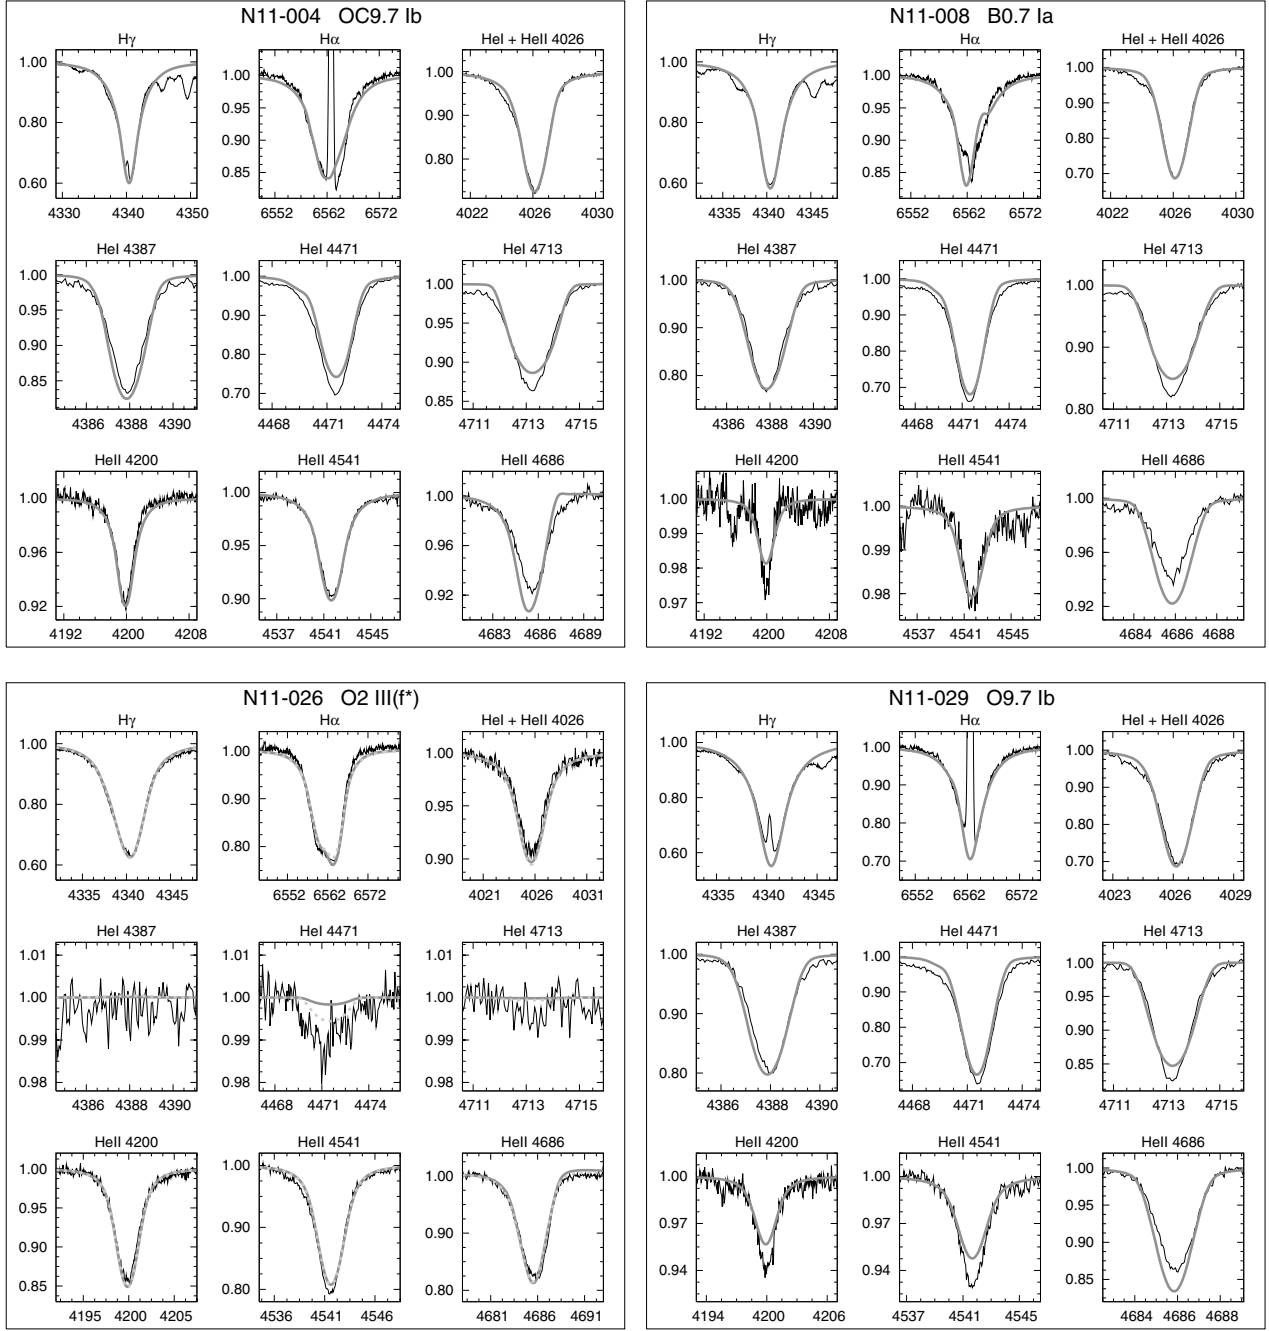 N11-004 OC9.7 Ib
Hγ Hα HeI + HeII 4026
1.00 0.80 0.60
4330 4340 4350
1.00 0.95 0.90 0.85
6552 6562 6572
1.00 0.90 0.80
4022 4026 4030
HeI 4387 HeI 4471 HeI 4713
1.00 0.95 0.90 0.85
4386 4388 4390
1.00 0.90 0.80 0.70
4468 4471 4474
1.00 0.95 0.90 0.85
4711 4713 4715
HeII 4200 HeII 4541 HeII 4686
1.00 0.96 0.92
4192 4200 4208
1.00 0.95 0.90
4537 4541 4545
1.00 0.96 0.92
4683 4686 4689
N11-008 B0.7 Ia
Hγ Hα HeI + HeII 4026
1.00 0.80 0.60
4335 4340 4348
1.00 0.95 0.90 0.85
6552 6562 6572
1.00 0.90 0.80 0.70
4022 4026 4030
HeI 4387 HeI 4471 HeI 4713
1.00 0.90 0.80
4386 4388 4390
1.00 0.90 0.80 0.70
4468 4471 4474
1.00 0.90 0.80
4711 4713 4715
HeII 4200 HeII 4541 HeII 4686
1.00 0.99 0.98 0.97
4192 4200 4208
1.00 0.99 0.98
4537 4541 4545
1.00 0.96 0.92
4684 4686 4688
N11-026 O2 III(f*)
Hγ Hα HeI + HeII 4026
1.00 0.80 0.60
4335 4340 4348
1.00 0.90 0.80
6552 6562 6572
1.00 0.95 0.90
4021 4026 4031
HeI 4387 HeI 4471 HeI 4713
1.01 1.00 0.99 0.98
4386 4388 4390
1.01 1.00 0.99 0.98
4468 4471 4474
1.01 1.00 0.99 0.98
4711 4713 4715
HeII 4200 HeII 4541 HeII 4686
1.00 0.95 0.90 0.85
4195 4200 4205
1.00 0.90 0.80
4536 4541 4546
1.00 0.90 0.80
4681 4686 4691
N11-029 O9.7 Ib
Hγ Hα HeI + HeII 4026
1.00 0.80 0.60
4335 4340 4345
1.00 0.90 0.80 0.70
6552 6562 6572
1.00 0.90 0.80 0.70
4023 4026 4029
HeI 4387 HeI 4471 HeI 4713
1.00 0.90 0.80
4386 4388 4390
1.00 0.90 0.80 0.70
4468 4471 4474
1.00 0.95 0.90 0.85
4711 4713 4715
HeII 4200 HeII 4541 HeII 4686
1.00 0.97 0.94
4194 4200 4206
1.00 0.97 0.94
4537 4541 4545
1.00 0.95 0.90 0.85
4684 4686 4688